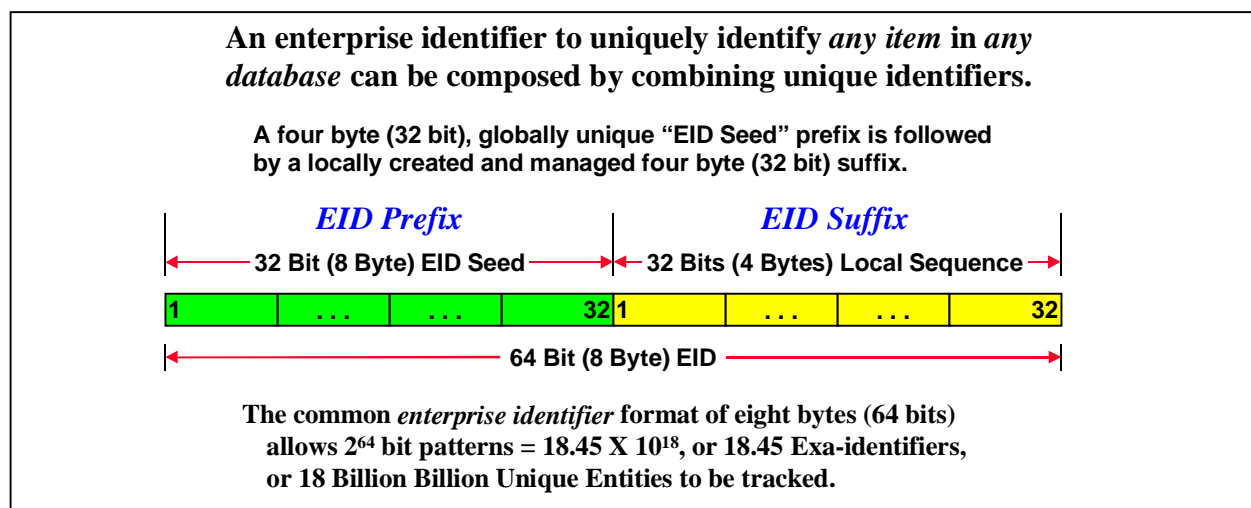 An enterprise identifier to uniquely identify any item in any
database can be composed by combining unique identifiers.
A four byte (32 bit), globally unique “EID Seed” prefix is followed
by a locally created and managed four byte (32 bit) suffix.
EID Prefix EID Suffix
32 Bit (8 Byte) EID Seed 32 Bits (4 Bytes) Local Sequence
1 . . . . . . 32 1 . . . . . . 32
64 Bit (8 Byte) EID
The common enterprise identifier format of eight bytes (64 bits)
allows 2⁶⁴ bit patterns = 18.45 X 10¹⁸, or 18.45 Exa-identifiers,
or 18 Billion Billion Unique Entities to be tracked.